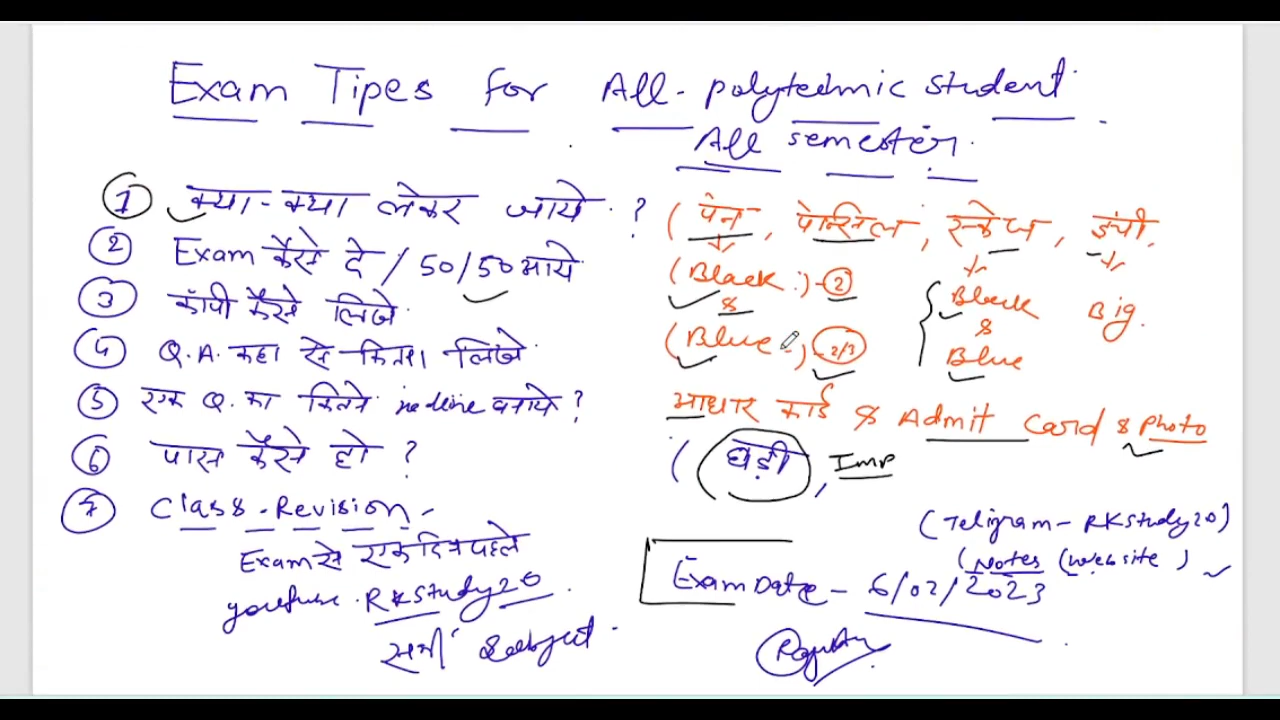 Exam Tipes for All - polytechnic student
All semester
① क्या-क्या लेकर जाये ?
② Exam कैसे दे / 50/50 आये
③ कॉपी कैसे लिखे
④ Q.A. कहा से कितना लिखे
⑤ एक Q. का कितने बनाये ?
⑥ पास कैसे हो ?
⑦ Class - Revision -
Exam से एक दिन पहले
youtube. RKStudy20
सभी Subject
( पेन, पेन्सिल, स्केच,
(Black) - ②
&
(Blue -) - 2/3
Black
&
Blue
Big.
आधार कार्ड & Admit Card & Photo
( घड़ी, Imp
(Teligram - RKStudy20)
(Notes (website )
Exam Date - 6/02/2023